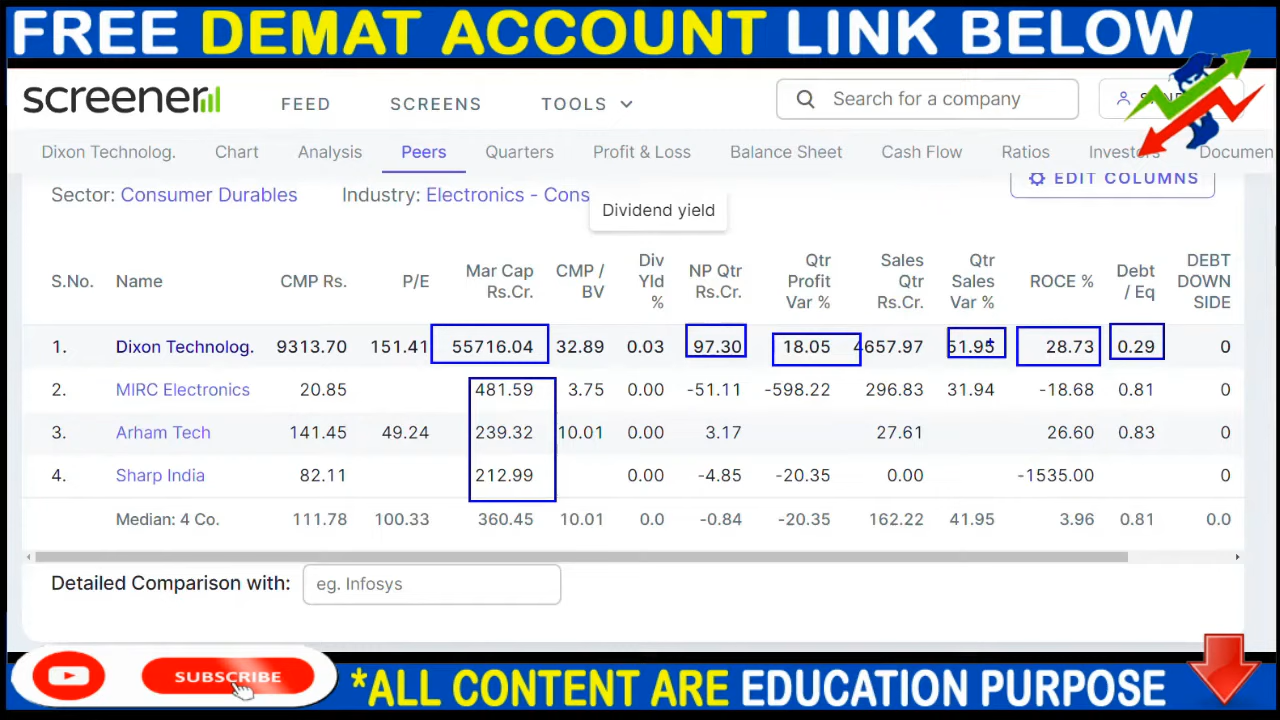 FREE DEMAT ACCOUNT LINK BELOW
screener FEED SCREENS TOOLS Search for a company
Dixon Technolog. Chart Analysis Peers Quarters Profit & Loss Balance Sheet Cash Flow Ratios Investors Documen
Sector: Consumer Durables Industry: Electronics - Cons EDIT COLUMNS
Dividend yield
S.No. Name CMP Rs. P/E Mar Cap Rs.Cr. CMP / BV Div Yld % NP Qtr Rs.Cr. Qtr Profit Var % Sales Qtr Rs.Cr. Qtr Sales Var % ROCE % Debt / Eq DEBT DOWN SIDE
1. Dixon Technolog. 9313.70 151.41 55716.04 32.89 0.03 97.30 18.05 4657.97 51.95 28.73 0.29 0
2. MIRC Electronics 20.85 481.59 3.75 0.00 -51.11 -598.22 296.83 31.94 -18.68 0.81 0
3. Arham Tech 141.45 49.24 239.32 10.01 0.00 3.17 27.61 26.60 0.83 0
4. Sharp India 82.11 212.99 0.00 -4.85 -20.35 0.00 -1535.00 0
Median: 4 Co. 111.78 100.33 360.45 10.01 0.0 -0.84 -20.35 162.22 41.95 3.96 0.81 0.0
Detailed Comparison with: eg. Infosys
SUBSCRIBE
*ALL CONTENT ARE EDUCATION PURPOSE